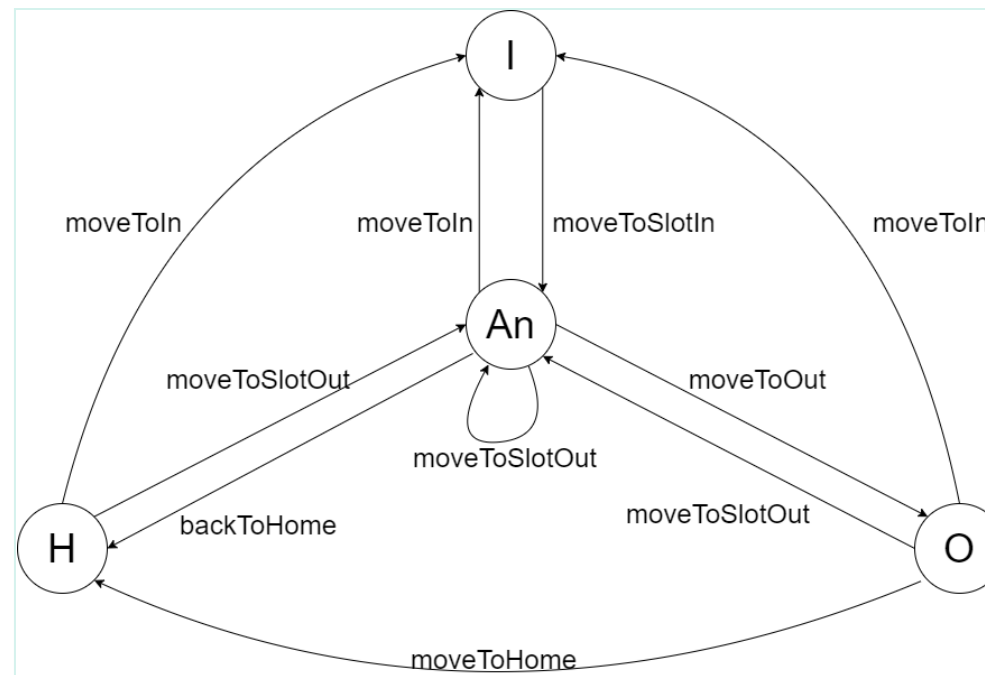 I
moveToIn
moveToIn
moveToSlotIn
moveToIn
An
moveToSlotOut
moveToOut
moveToSlotOut
backToHome
moveToSlotOut
H
O
moveToHome